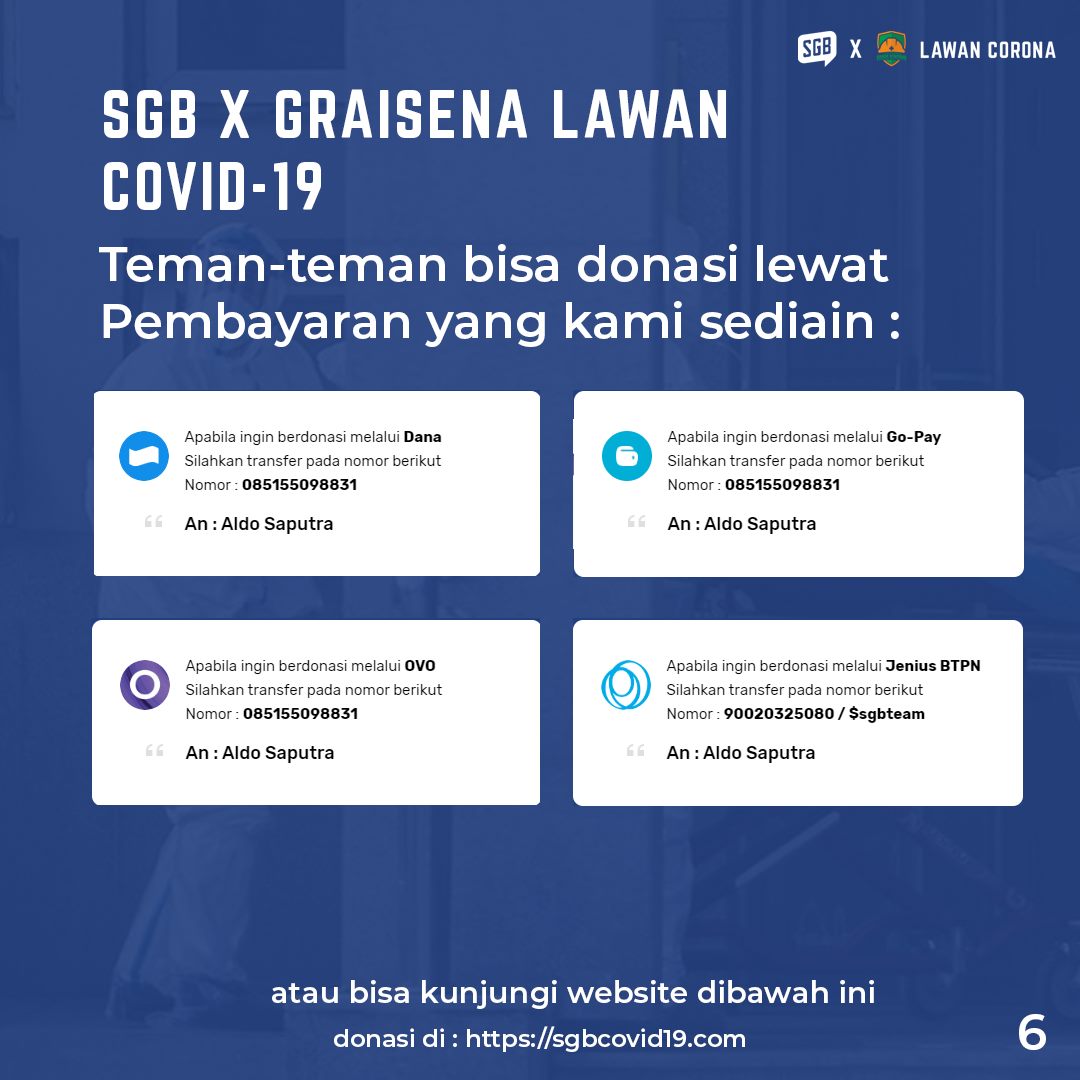 SGB X LAWAN CORONA
SGB X GRAISENA LAWAN
COVID-19
Teman-teman bisa donasi lewat
Pembayaran yang kami sediain :
Apabila ingin berdonasi melalui Dana
Silahkan transfer pada nomor berikut
Nomor : 085155098831
“ An : Aldo Saputra
Apabila ingin berdonasi melalui Go-Pay
Silahkan transfer pada nomor berikut
Nomor : 085155098831
“ An : Aldo Saputra
Apabila ingin berdonasi melalui OVO
Silahkan transfer pada nomor berikut
Nomor : 085155098831
“ An : Aldo Saputra
Apabila ingin berdonasi melalui Jenius BTPN
Silahkan transfer pada nomor berikut
Nomor : 90020325080 / $sgbteam
“ An : Aldo Saputra
atau bisa kunjungi website dibawah ini
donasi di : https://sgbcovid19.com
6